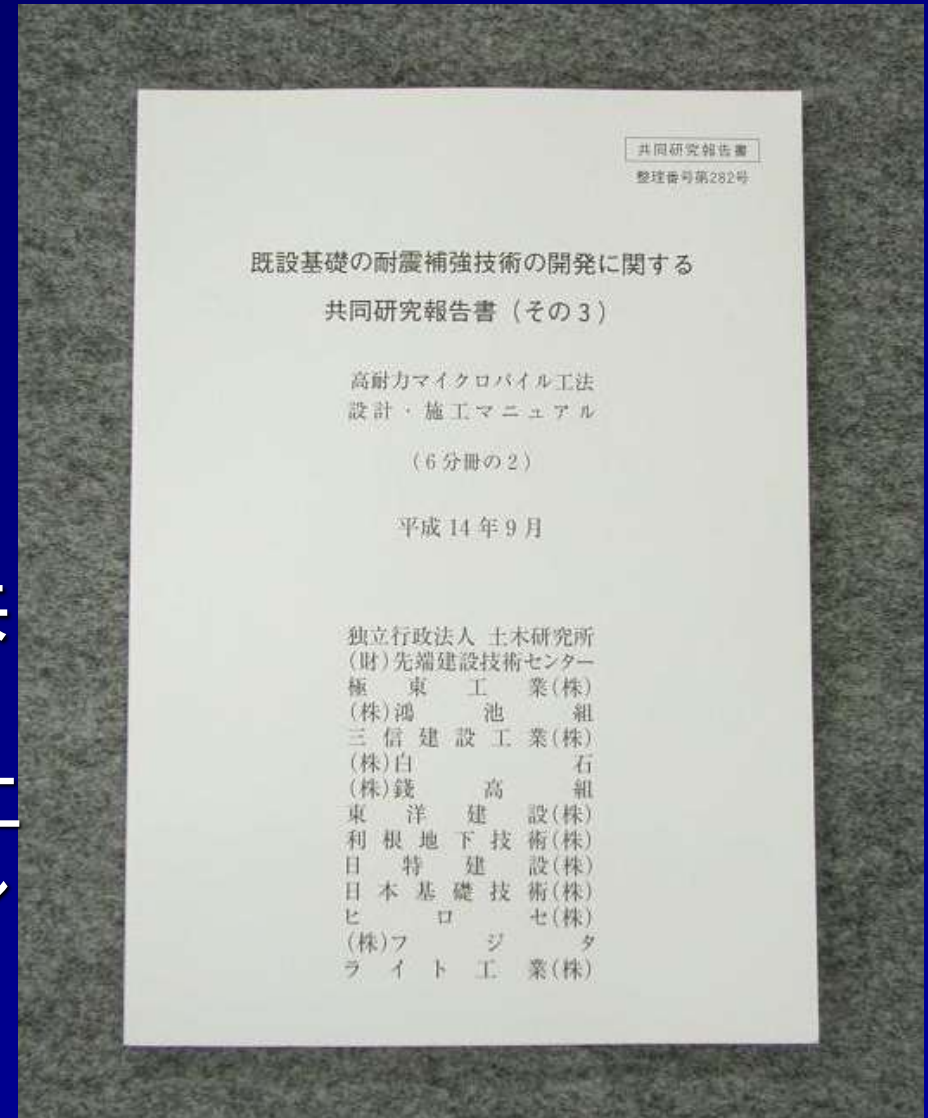 共同研究報告書
整理番号第282号
既設基礎の耐震補強技術の開発に関する
共同研究報告書（その3）
高耐力マイクロパイル工法
設計・施工マニュアル
（6分冊の2）
平成14年9月
独立行政法人 土木研究所
(財)先端建設技術センター
極東工業(株)
(株)鴻池組
三信建設工業(株)
(株)白石
(株)錢高組
東洋建設(株)
利根地下技術(株)
日特建設(株)
日本基礎技術(株)
ヒロセ(株)
(株)フジタ
ライト工業(株)